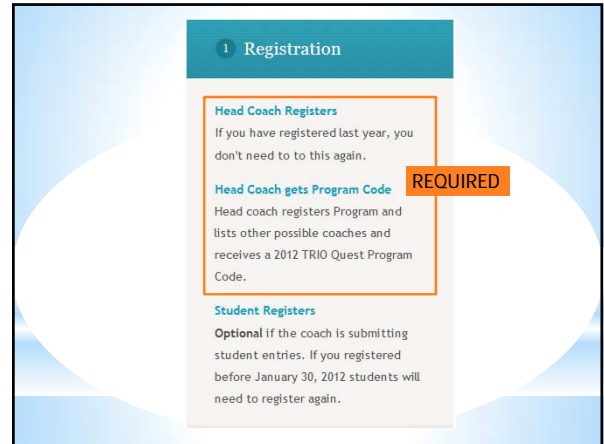 1 Registration
Head Coach Registers
If you have registered last year, you
don't need to to this again.
REQUIRED
Head Coach gets Program Code
Head coach registers Program and
lists other possible coaches and
receives a 2012 TRIO Quest Program
Code.
Student Registers
Optional if the coach is submitting
student entries. If you registered
before January 30, 2012 students will
need to register again.